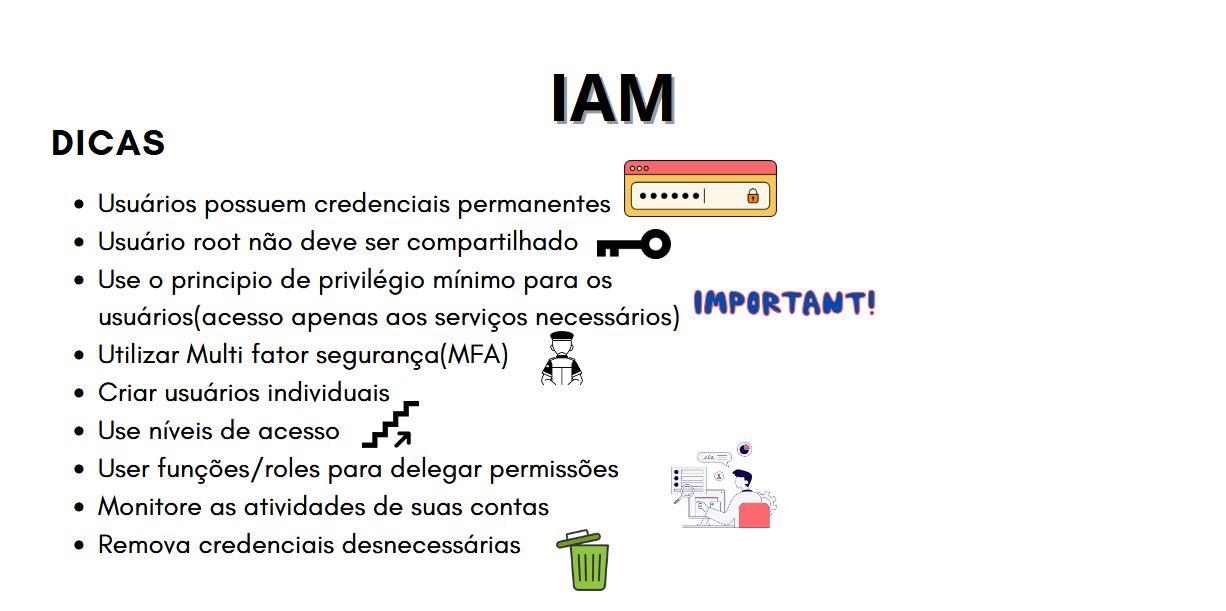 IAM
DICAS
Usuários possuem credenciais permanentes
Usuário root não deve ser compartilhado
Use o principio de privilégio mínimo para os
usuários(acesso apenas aos serviços necessários)
IMPORTANT!
Utilizar Multi fator segurança(MFA)
Criar usuários individuais
Use níveis de acesso
User funções/roles para delegar permissões
Monitore as atividades de suas contas
Remova credenciais desnecessárias